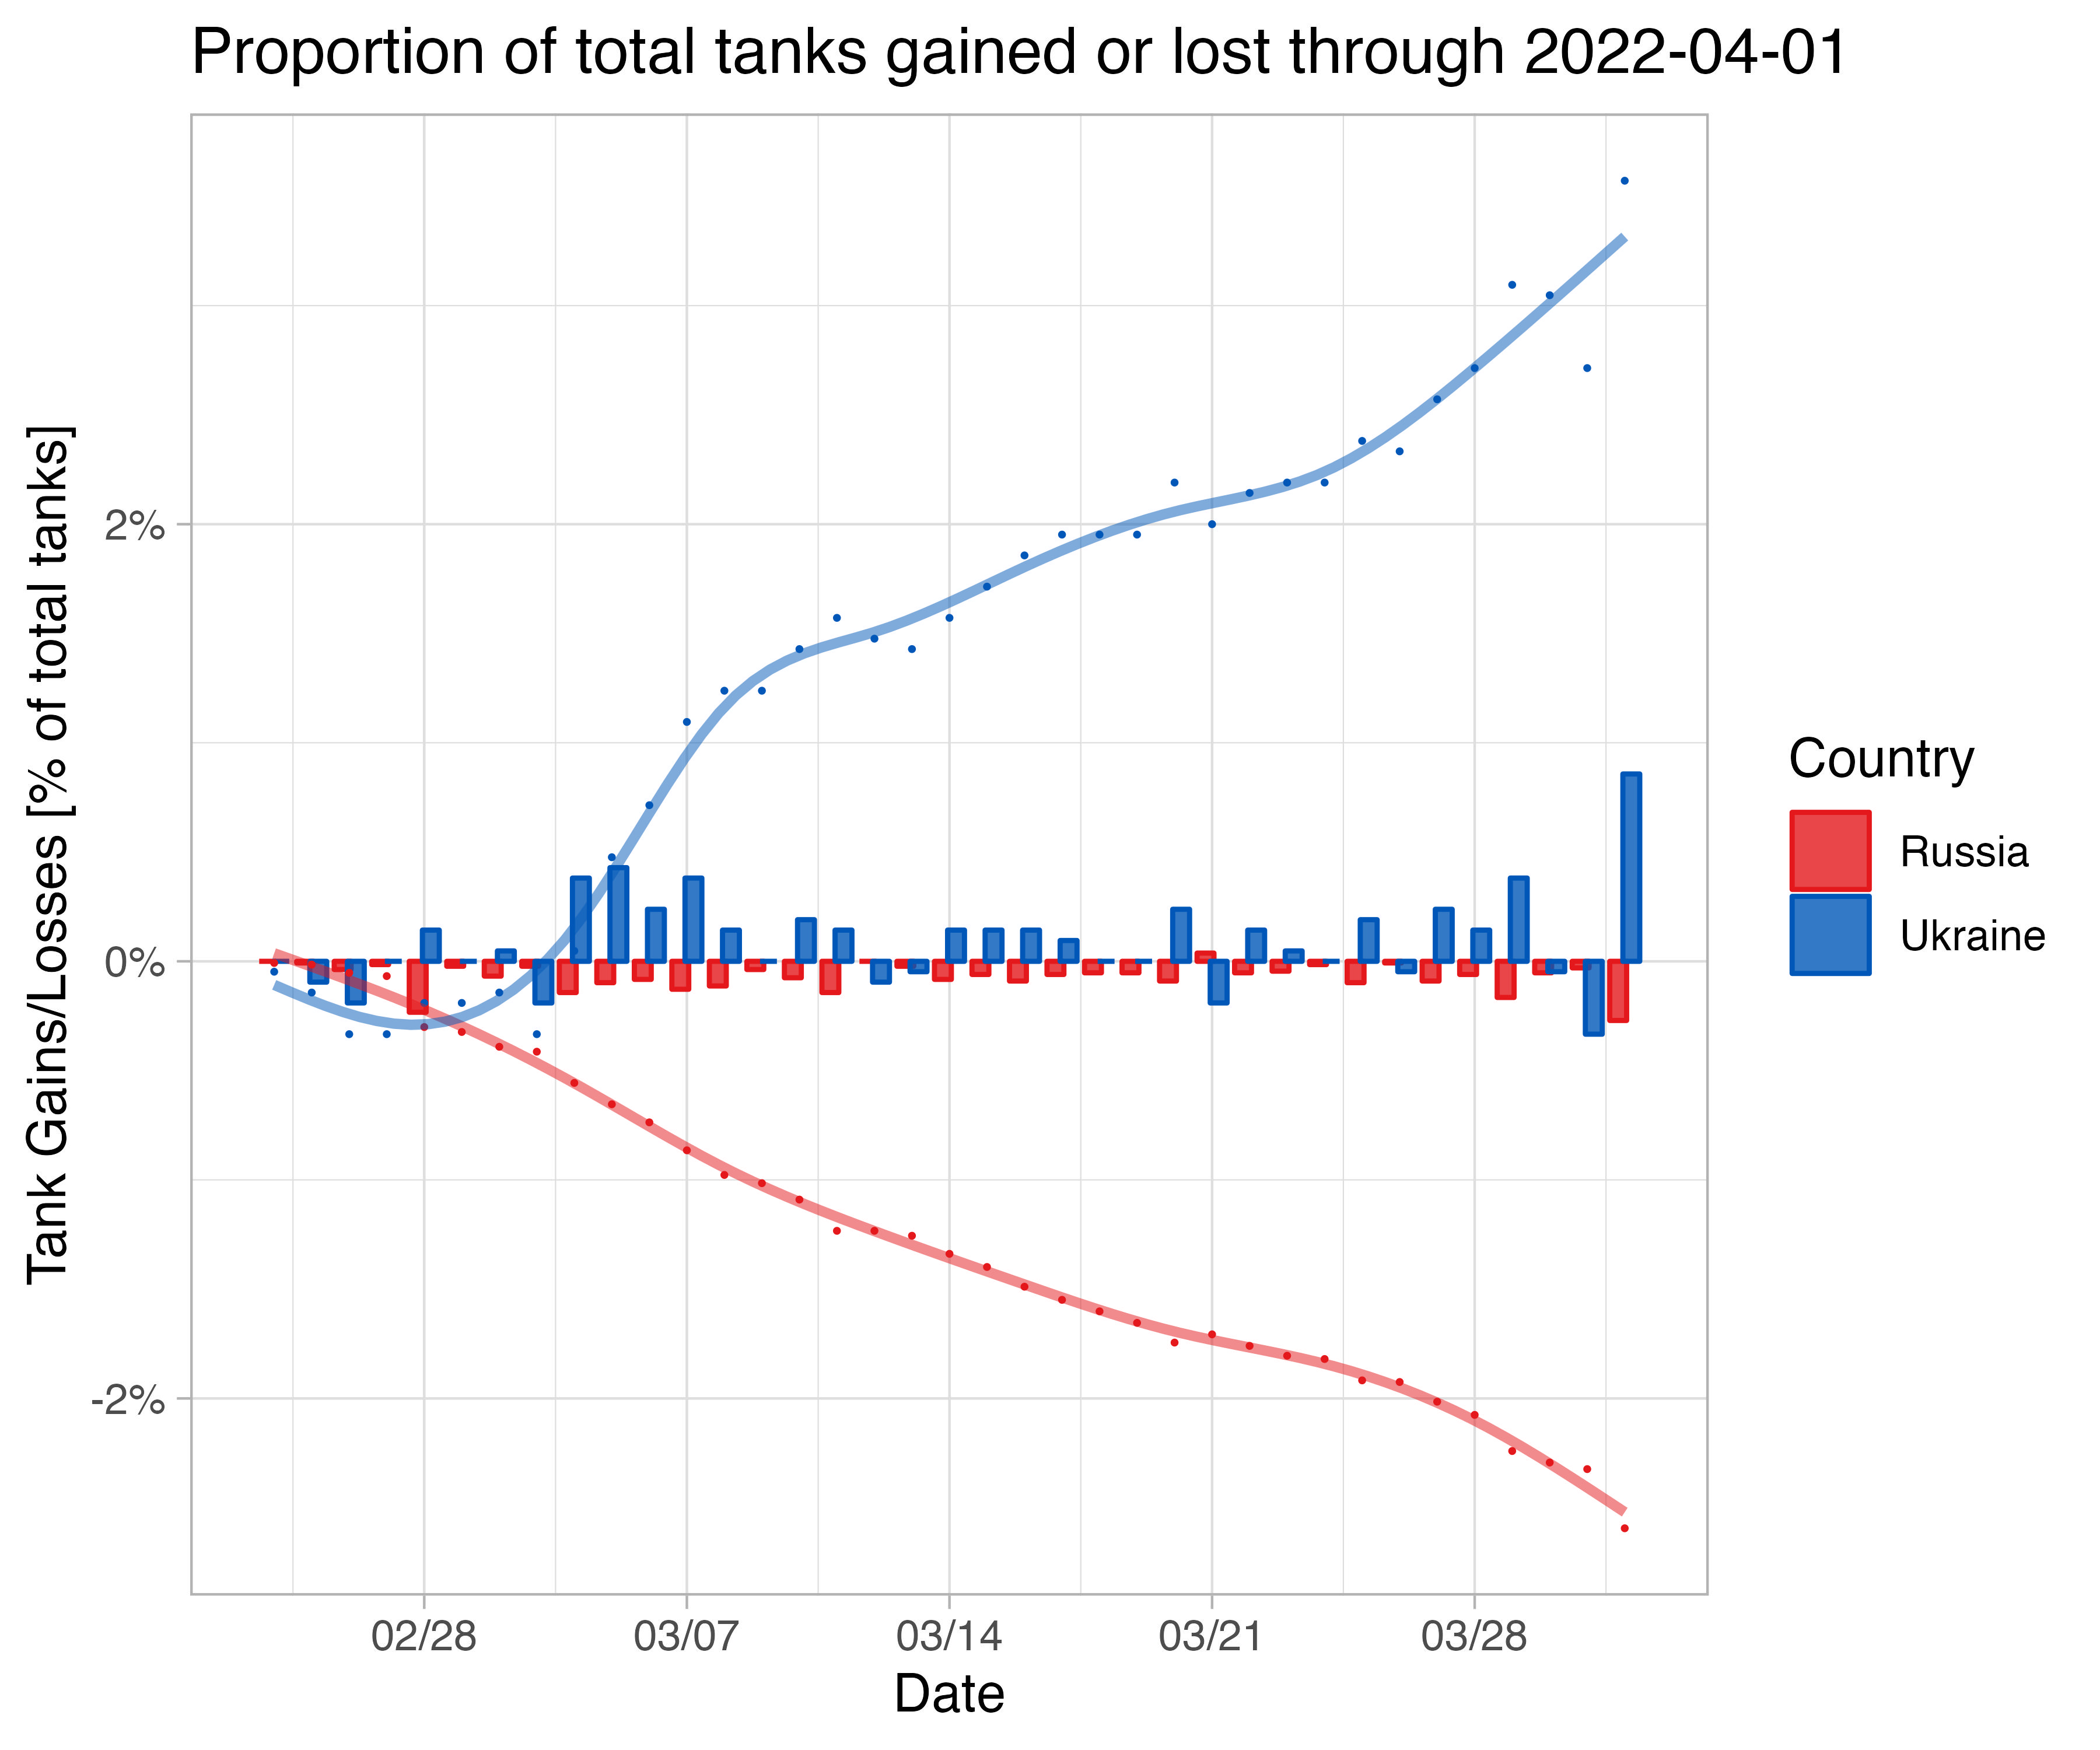 Proportion of total tanks gained or lost through 2022-04-01
Tank Gains/Losses [% of total tanks]
2%
0%
-2%
02/28
03/07
03/14
03/21
03/28
Date
Country
Russia
Ukraine